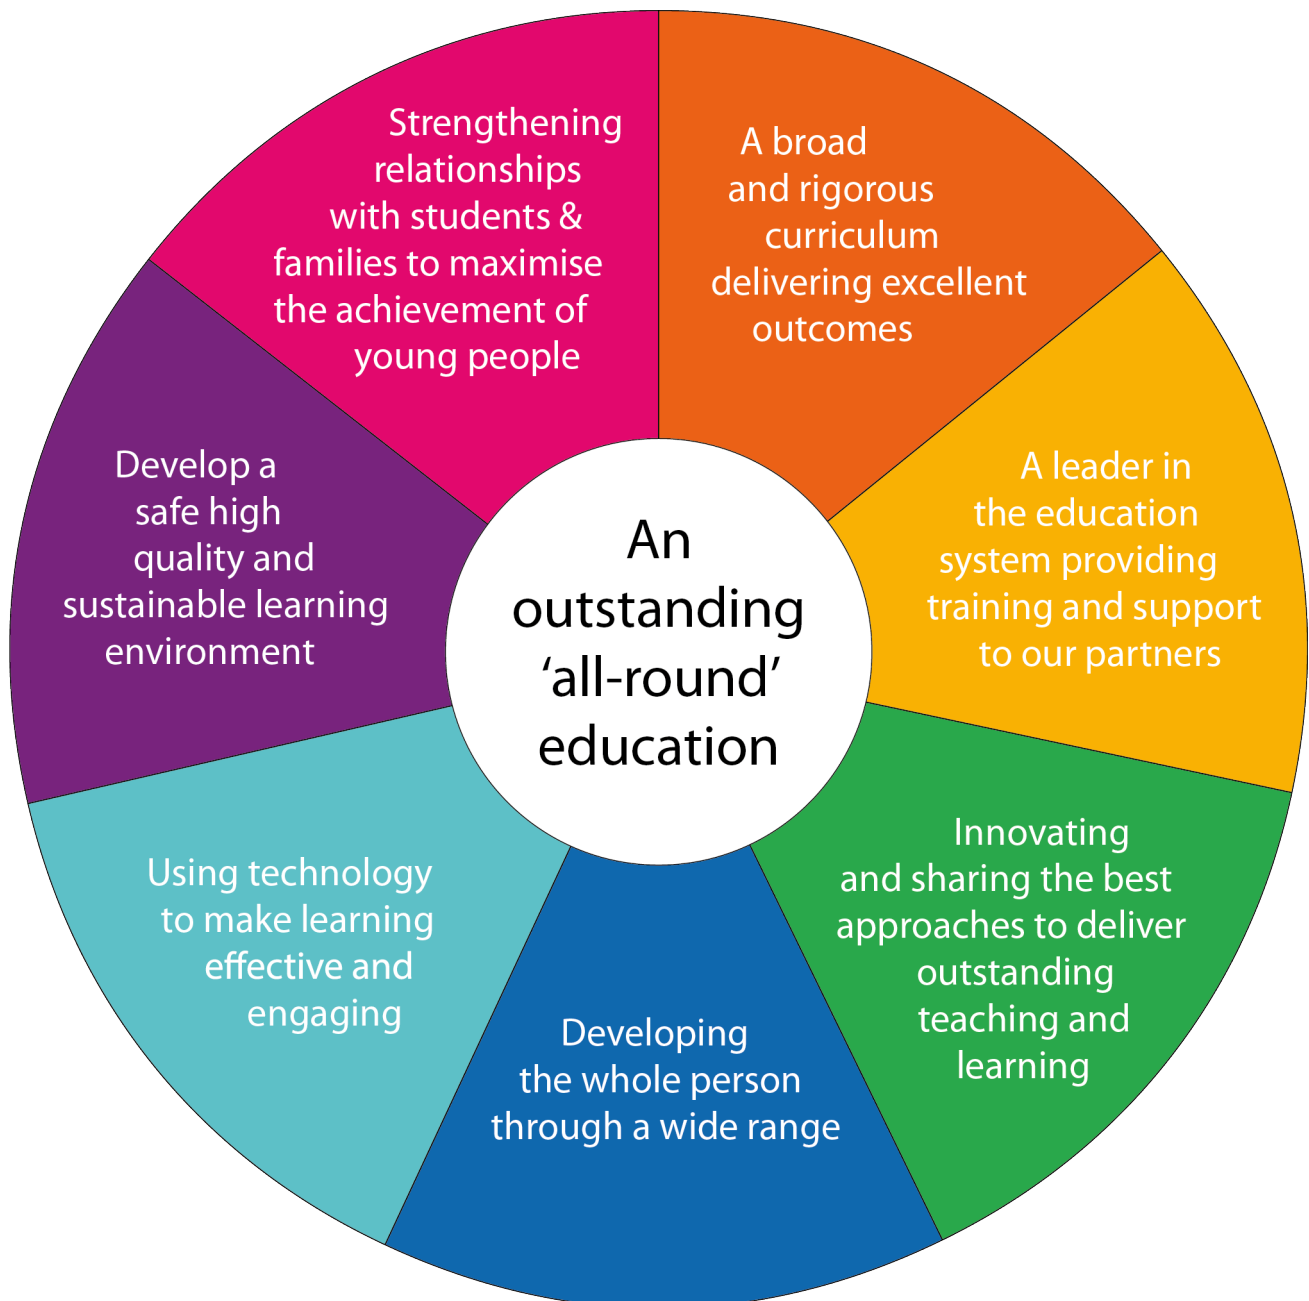 Strengthening
relationships
with students &
families to maximise
the achievement of
young people
A broad
and rigorous
curriculum
delivering excellent
outcomes
A leader in
the education
system providing
training and support
to our partners
Innovating
and sharing the best
approaches to deliver
outstanding
teaching and
learning
Developing
the whole person
through a wide range
Using technology
to make learning
effective and
engaging
Develop a
safe high
quality and
sustainable learning
environment
An
outstanding
‘all-round’
education